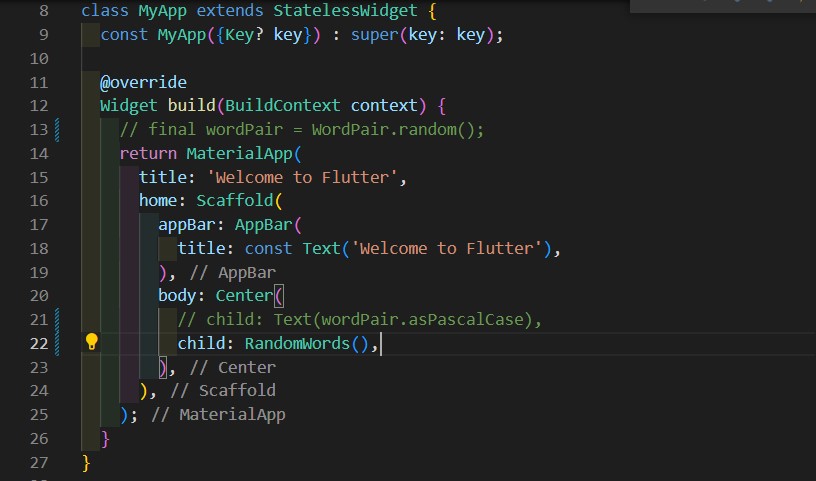 8 class MyApp extends StatelessWidget {
9   const MyApp({Key? key}) : super(key: key);
10
11   @override
12   Widget build(BuildContext context) {
13     // final wordPair = WordPair.random();
14     return MaterialApp(
15       title: 'Welcome to Flutter',
16       home: Scaffold(
17         appBar: AppBar(
18           title: const Text('Welcome to Flutter'),
19         ), // AppBar
20         body: Center(
21           // child: Text(wordPair.asPascalCase),
22           child: RandomWords(),
23         ), // Center
24       ), // Scaffold
25     ); // MaterialApp
26   }
27 }